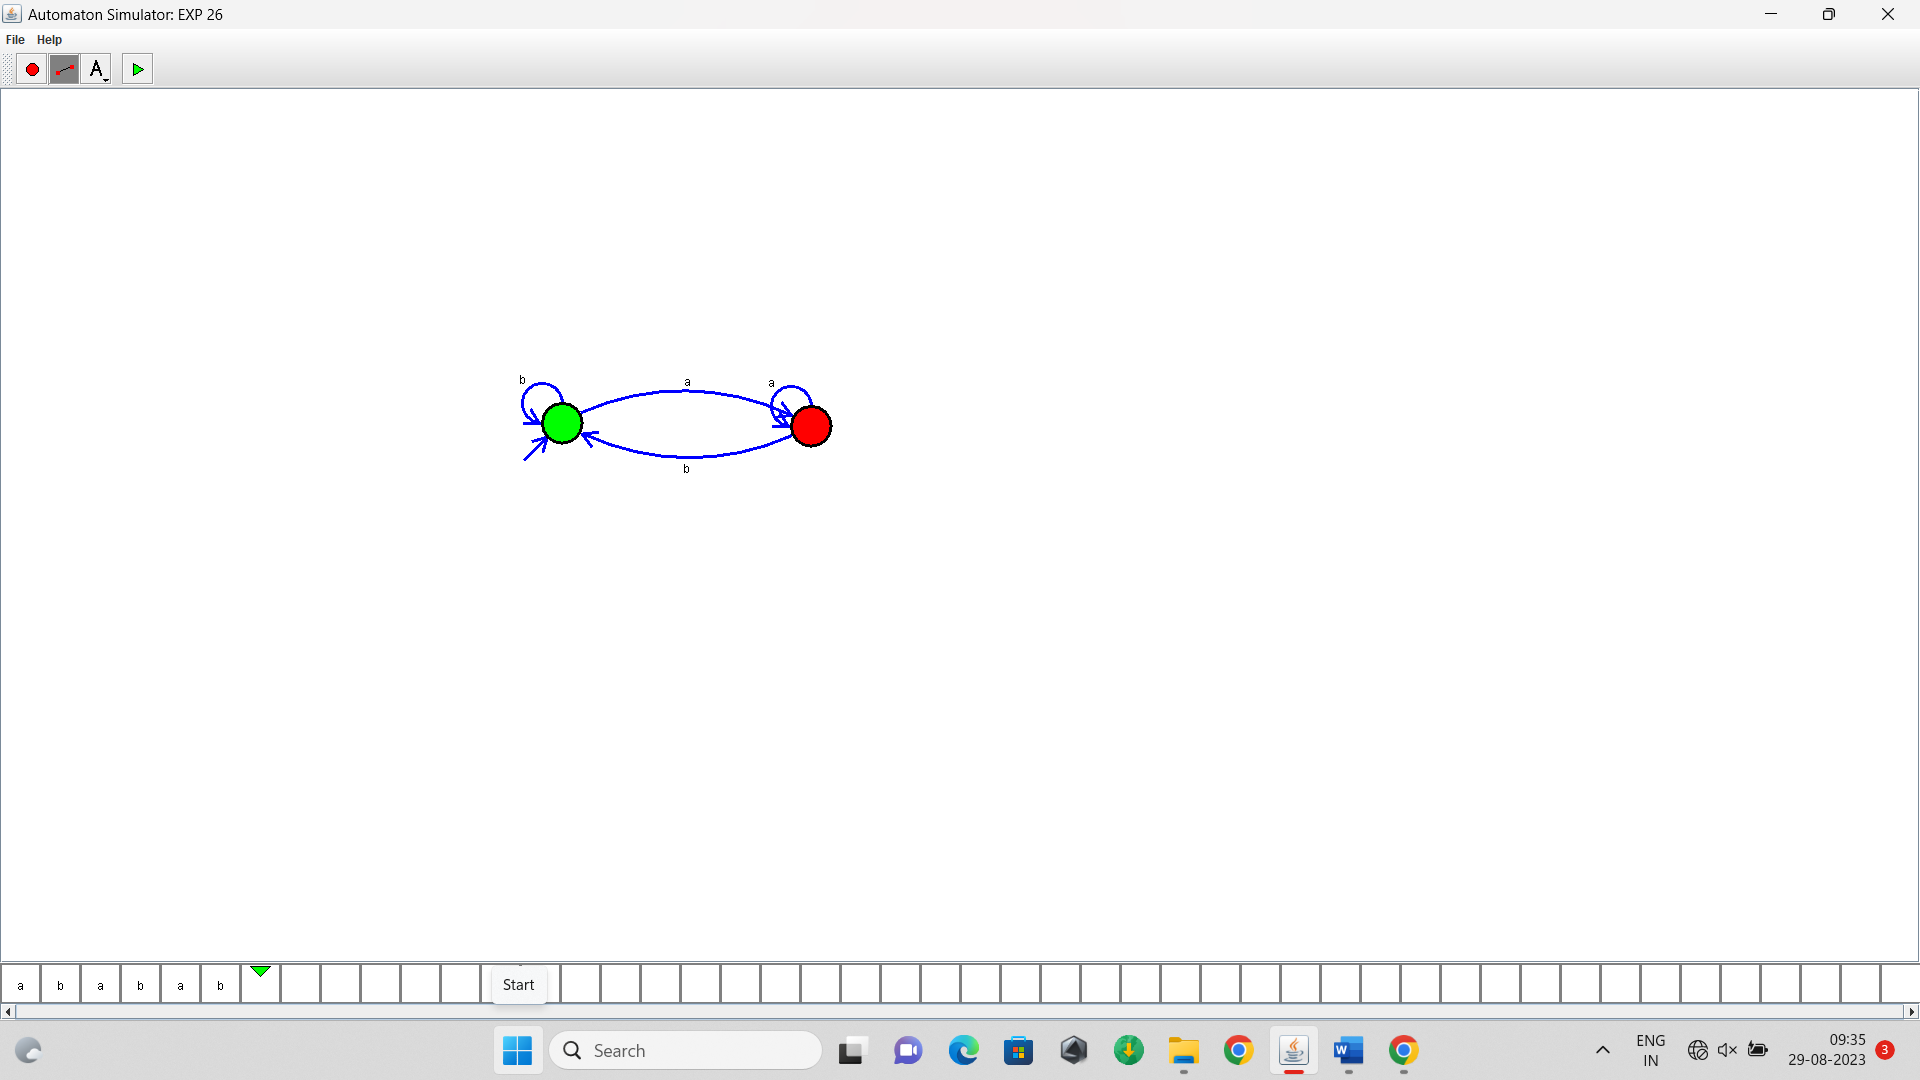 Automaton Simulator: EXP 26
File Help
A
b a a
b
a b a b a b
Start
Search
ENG
IN
09:35
29-08-2023
3